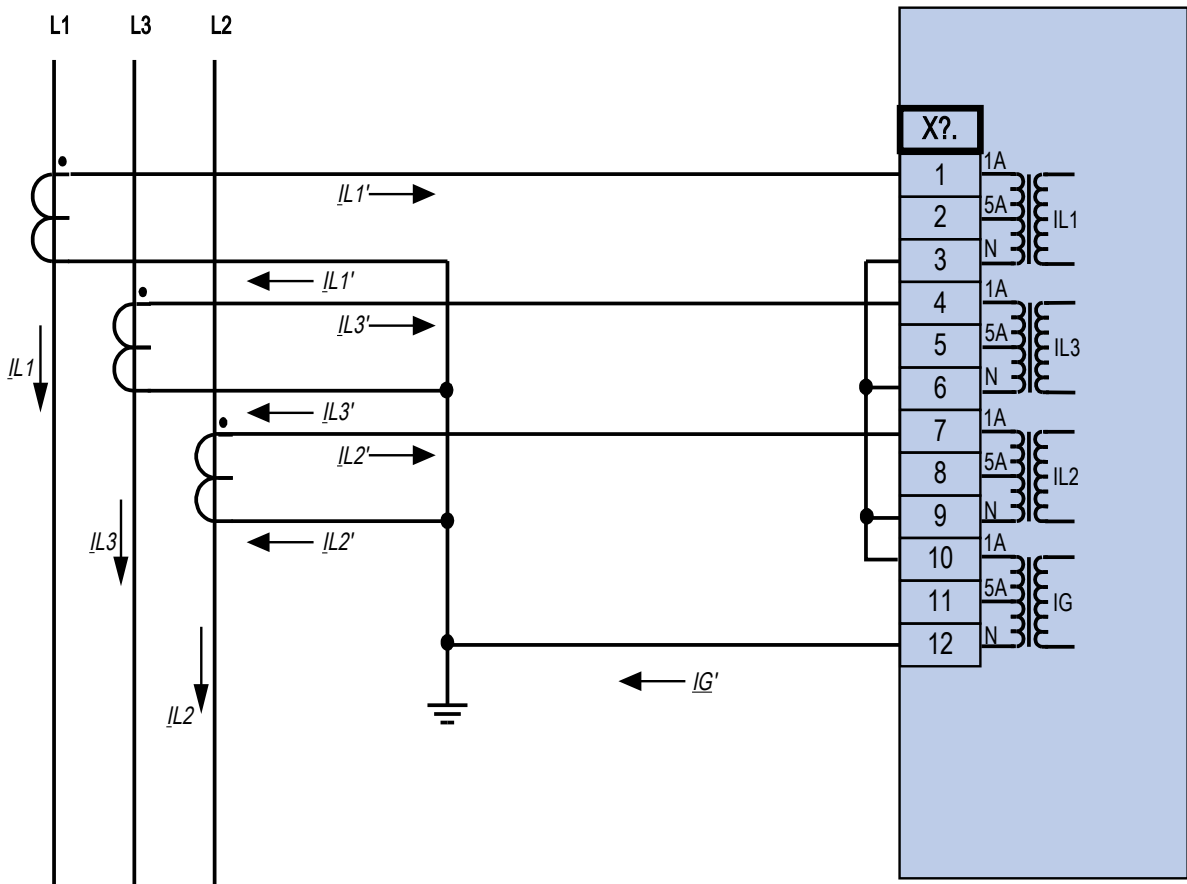 L1 L3 L2
X?.
1 1A
IL1'
2 5A IL1
3 N
IL1'
4 1A
IL3'
5 5A IL3
IL1
6 N
IL3'
7 1A
IL2'
8 5A IL2
9 N
IL3 IL2'
10 1A
11 5A IG
12 N
IG'
IL2